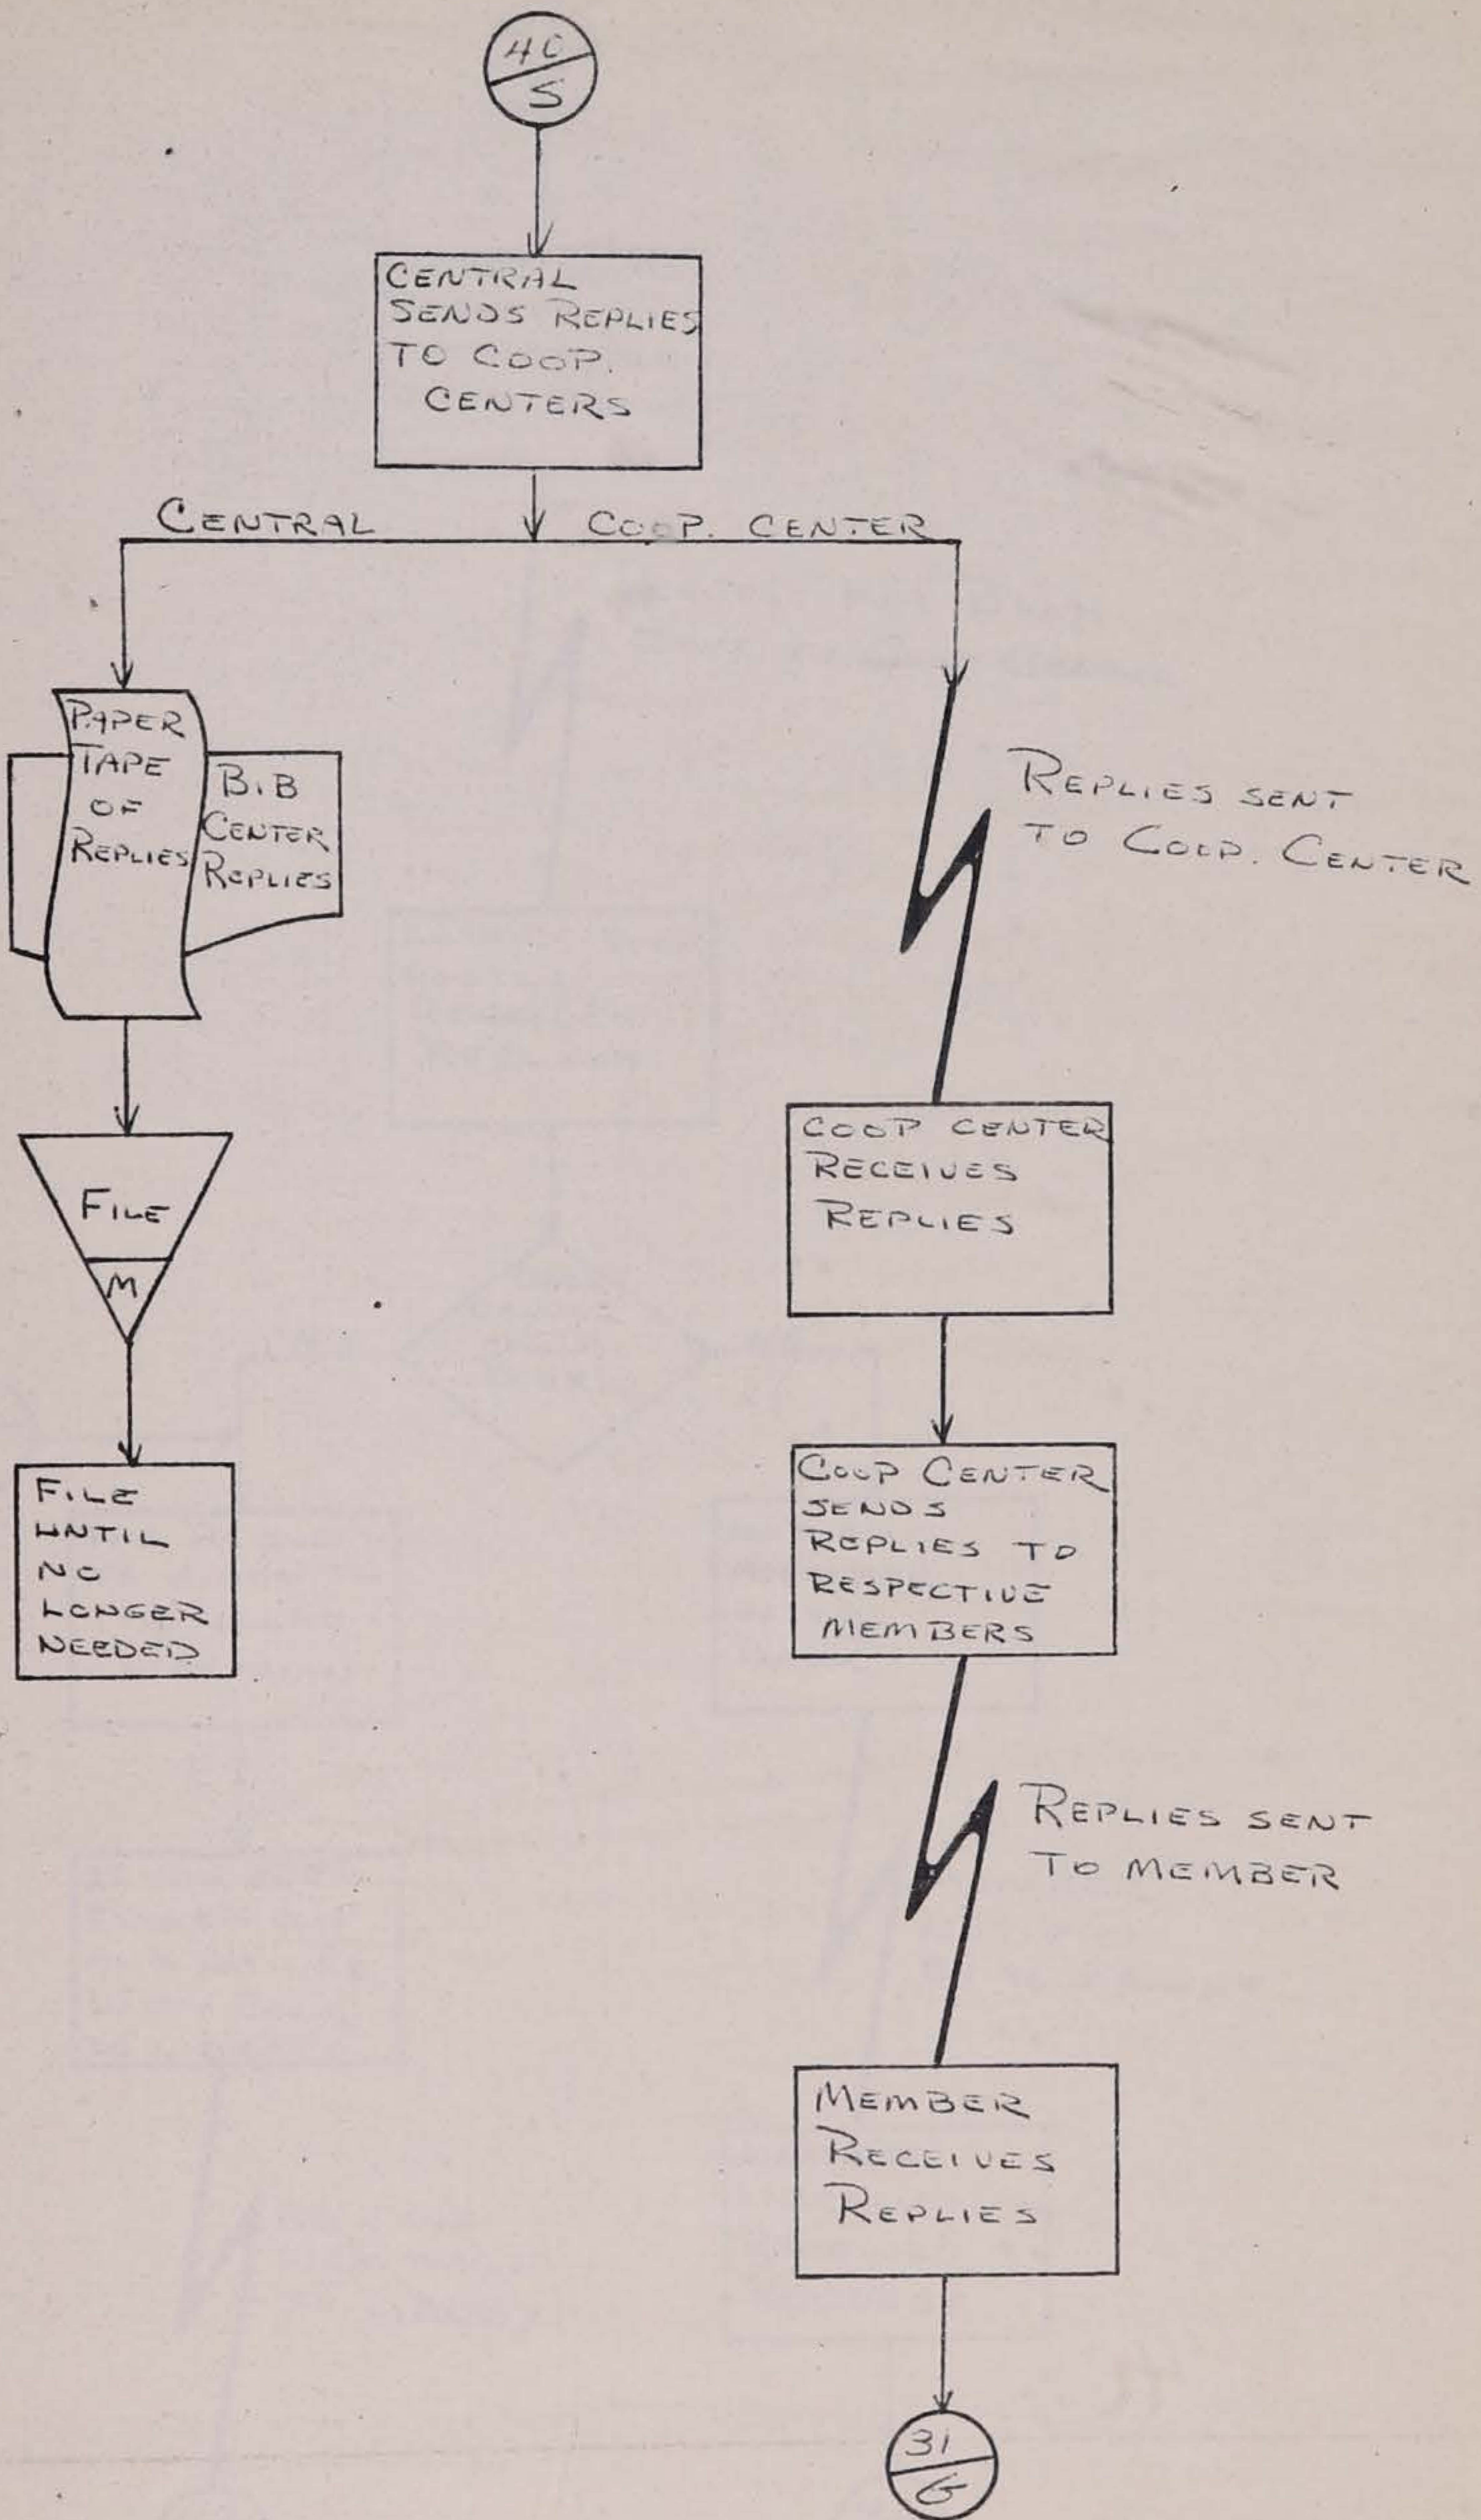 40
S
CENTRAL
SENDS REPLIES
TO COOP.
CENTERS
CENTRAL
COOP. CENTER
PAPER
TAPE
OF
REPLIES
BIB
CENTER
REPLIES
REPLIES SENT
TO COOP. CENTER
FILE
M
COOP CENTER
RECEIVES
REPLIES
FILE
UNTIL
NO
LONGER
NEEDED
COOP CENTER
SENDS
REPLIES TO
RESPECTIVE
MEMBERS
REPLIES SENT
TO MEMBER
MEMBER
RECEIVES
REPLIES
31
G